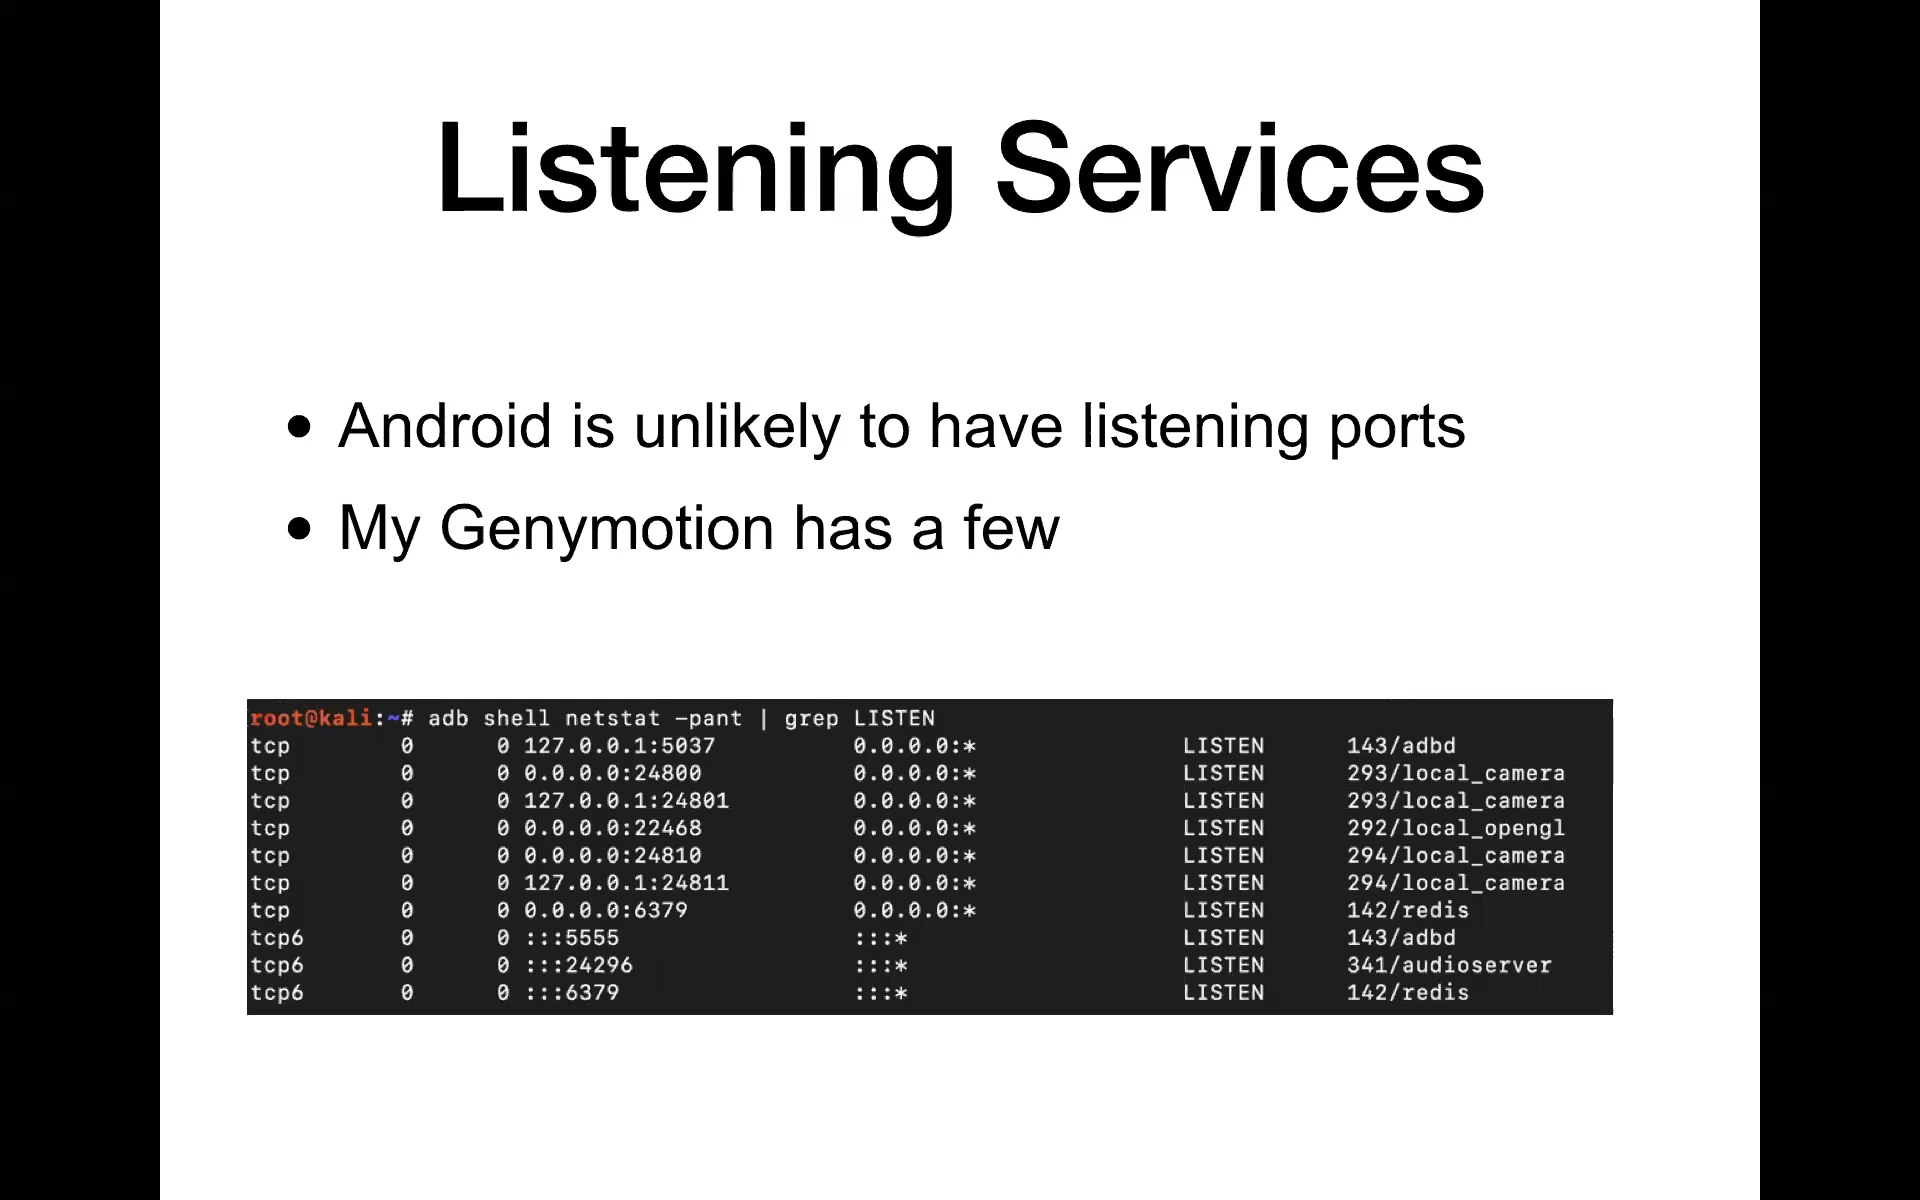 Listening Services
• Android is unlikely to have listening ports
• My Genymotion has a few
root@kali:~# adb shell netstat -pant | grep LISTEN
tcp 0 0 127.0.0.1:5037 0.0.0.0:* LISTEN 143/adbd
tcp 0 0 0.0.0.0:24800 0.0.0.0:* LISTEN 293/local_camera
tcp 0 0 127.0.0.1:24801 0.0.0.0:* LISTEN 293/local_camera
tcp 0 0 0.0.0.0:22468 0.0.0.0:* LISTEN 292/local_opengl
tcp 0 0 0.0.0.0:24810 0.0.0.0:* LISTEN 294/local_camera
tcp 0 0 127.0.0.1:24811 0.0.0.0:* LISTEN 294/local_camera
tcp 0 0 0.0.0.0:6379 0.0.0.0:* LISTEN 142/redis
tcp6 0 0 :::5555 :::* LISTEN 143/adbd
tcp6 0 0 :::24296 :::* LISTEN 341/audioserver
tcp6 0 0 :::6379 :::* LISTEN 142/redis